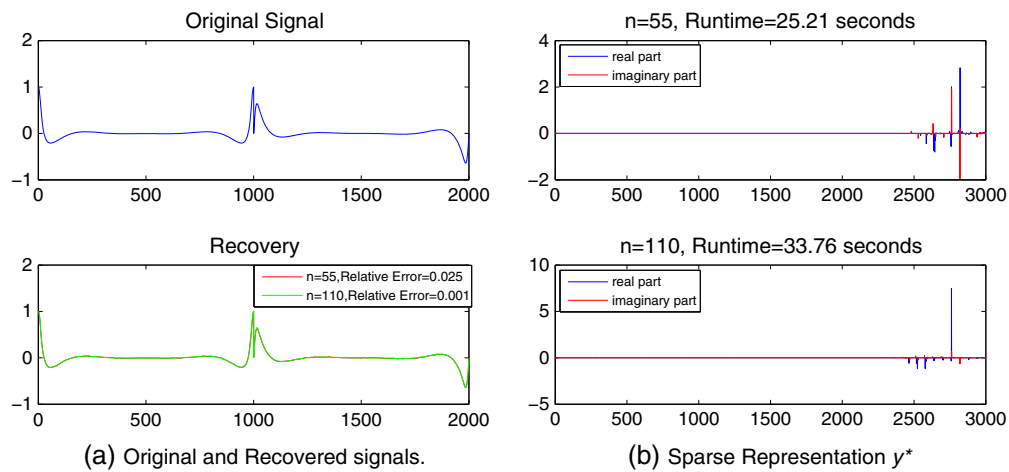 Original Signal
2
1
0
−1
0 500 1000 1500 2000
Recovery
2
1
0
−1
n=55,Relative Error=0.025
n=110,Relative Error=0.001
0 500 1000 1500 2000
(a) Original and Recovered signals.
n=55, Runtime=25.21 seconds
4
2
0
−2
real part
imaginary part
0 500 1000 1500 2000 2500 3000
n=110, Runtime=33.76 seconds
10
5
0
−5
real part
imaginary part
0 500 1000 1500 2000 2500 3000
(b) Sparse Representation y*